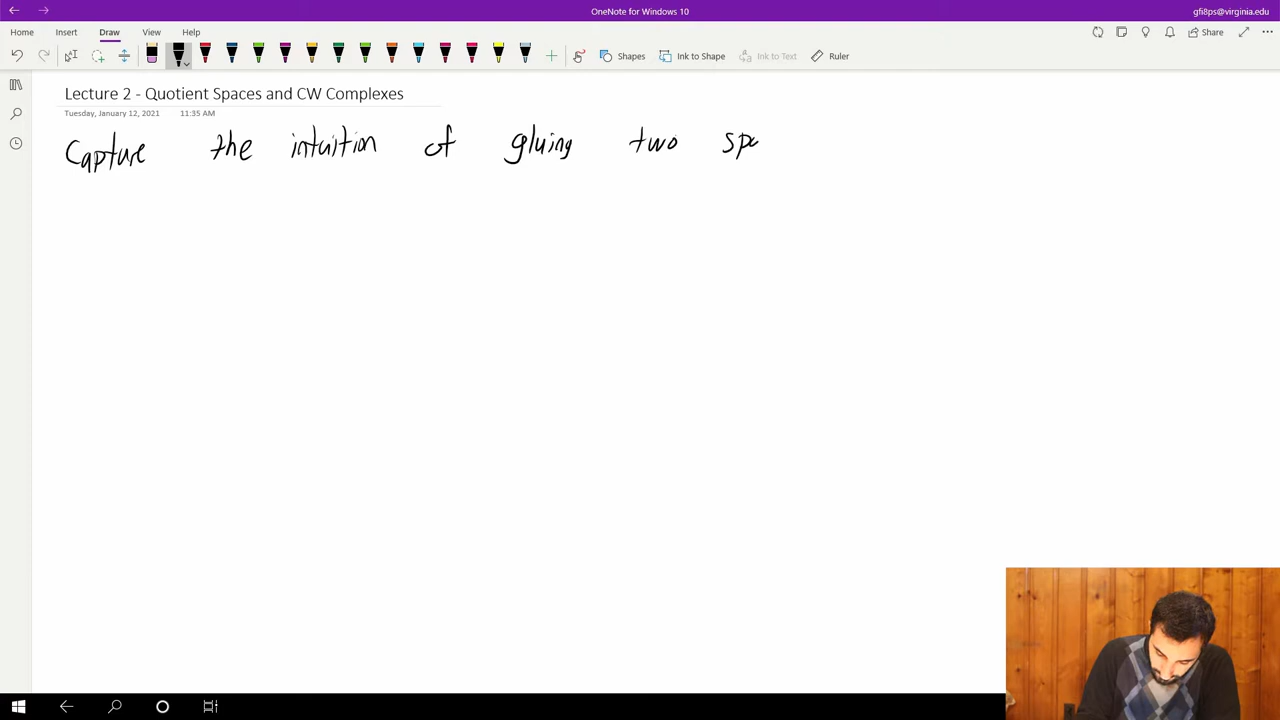 OneNote for Windows 10
gfi8ps@virginia.edu
Home Insert Draw View Help
Share
Shapes Ink to Shape Ink to Text Ruler
Lecture 2 - Quotient Spaces and CW Complexes
Tuesday, January 12, 2021 11:35 AM
Capture the intuition of gluing two spc